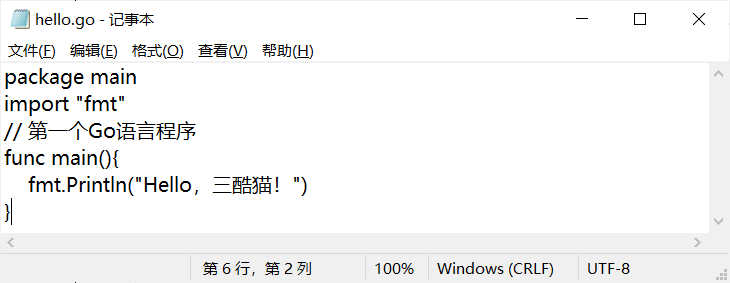 hello.go - 记事本
文件(F) 编辑(E) 格式(O) 查看(V) 帮助(H)
package main
import "fmt"
// 第一个Go语言程序
func main(){
    fmt.Println("Hello，三酷猫！")
}
第 6 行，第 2 列 100% Windows (CRLF) UTF-8